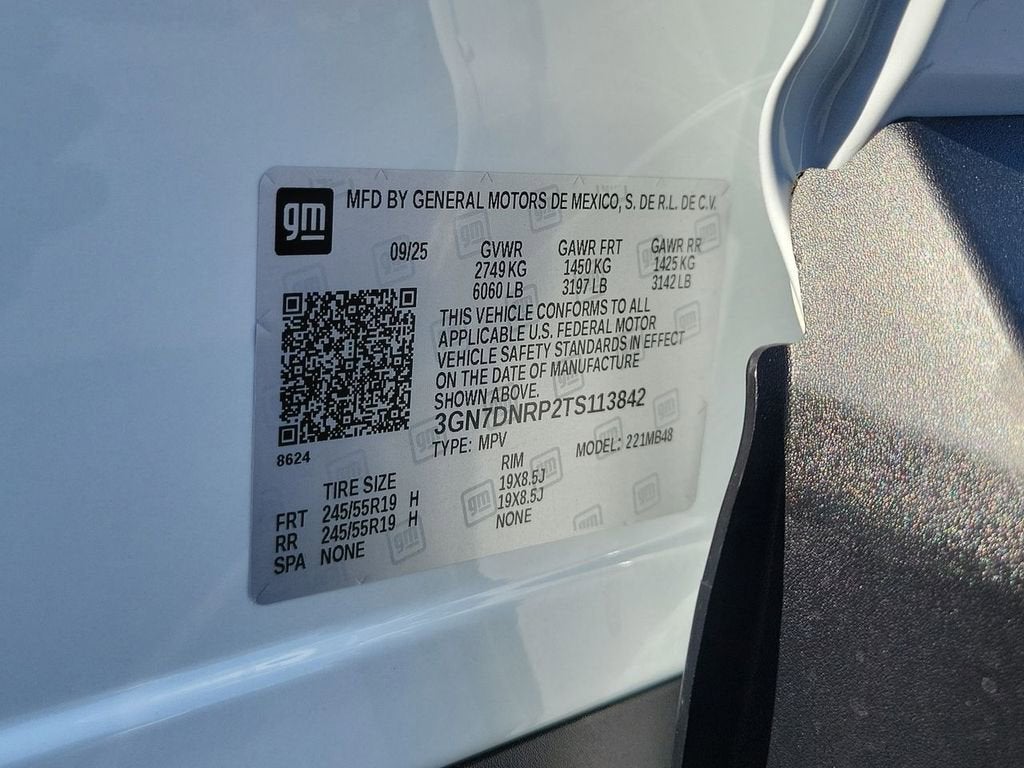 gm
MFD BY GENERAL MOTORS DE MEXICO, S. DE R.L. DE C.V.
09/25 GVWR GAWR FRT GAWR RR
2749 KG 1450 KG 1425 KG
6060 LB 3197 LB 3142 LB
THIS VEHICLE CONFORMS TO ALL
APPLICABLE U.S. FEDERAL MOTOR
VEHICLE SAFETY STANDARDS IN EFFECT
ON THE DATE OF MANUFACTURE
SHOWN ABOVE.
3GN7DNRP2TS113842
TYPE: MPV MODEL: 221MB48
8624
TIRE SIZE RIM
FRT 245/55R19 H 19X8.5J
RR 245/55R19 H 19X8.5J
SPA NONE NONE